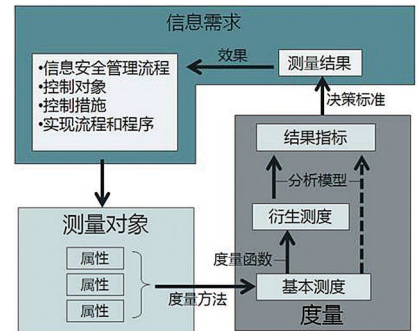 信息需求
•信息安全管理流程
•控制对象
•控制措施
•实现流程和程序
效果
测量结果
决策标准
结果指标
分析模型
衍生测度
度量函数
基本测度
度量
测量对象
属性
属性
属性
度量方法